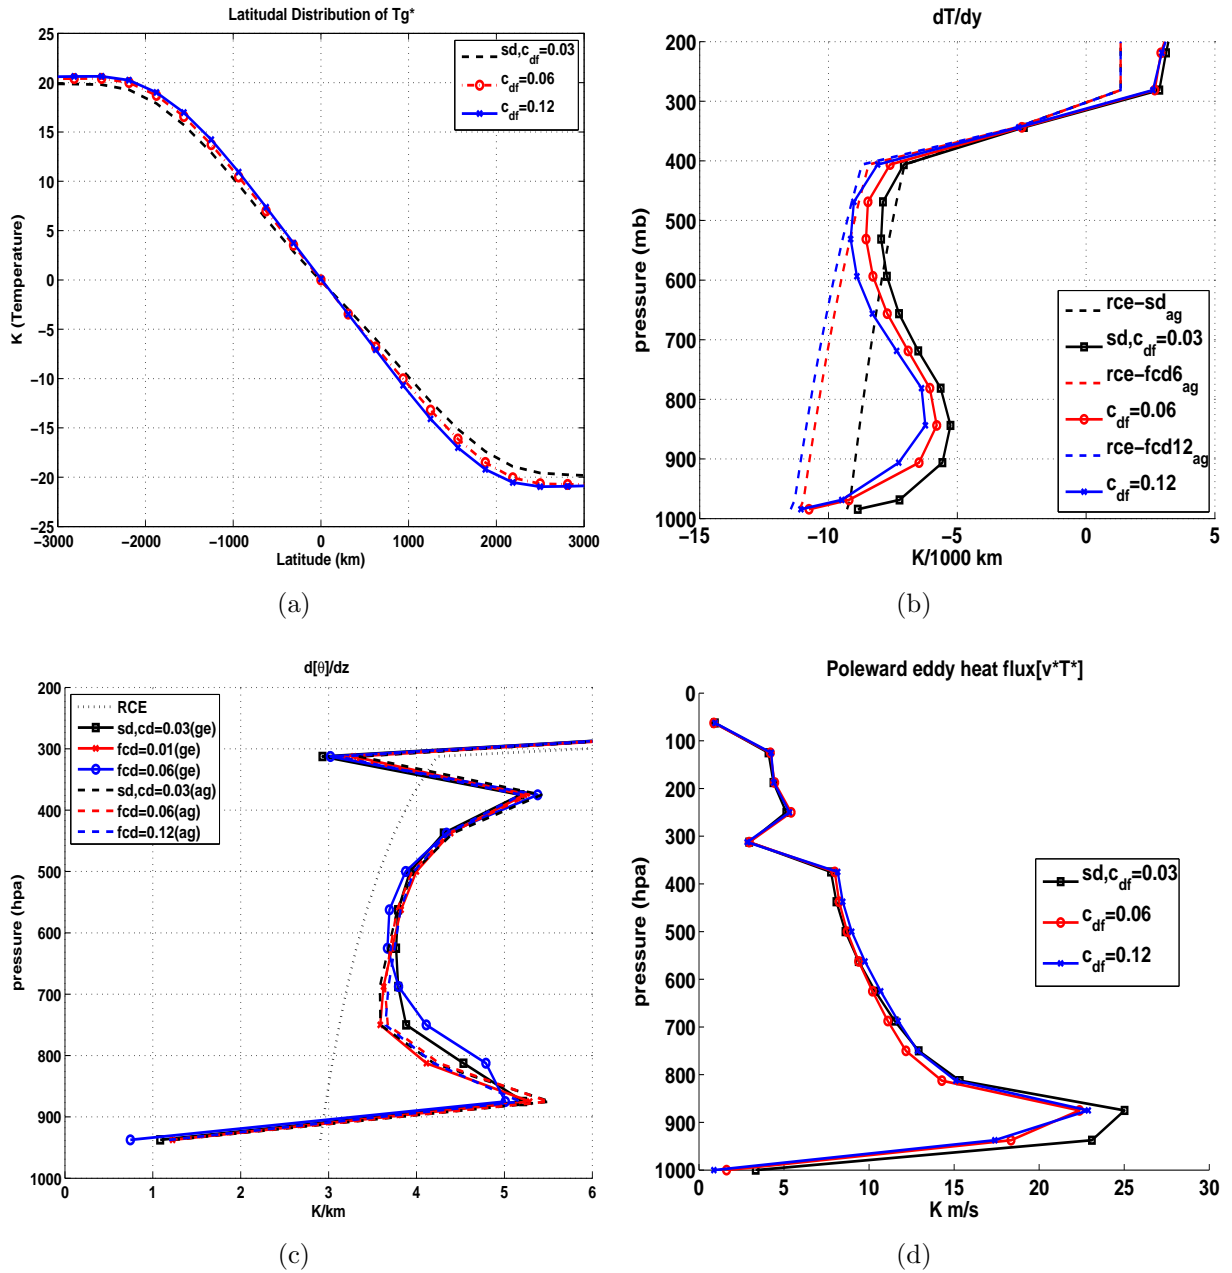 Latitudal Distribution of Tg*
25
20
15
10
5
0
−5
−10
−15
−20
−25
K (Temperature)
−3000 −2000 −1000 0 1000 2000 3000
Latitude (km)
sd,c_df=0.03
c_df=0.06
c_df=0.12
(a)
dT/dy
200
300
400
500
600
700
800
900
1000
pressure (mb)
−15 −10 −5 0 5
K/1000 km
rce−sd_ag
sd,c_df=0.03
rce−fcd6_ag
c_df=0.06
rce−fcd12_ag
c_df=0.12
(b)
d[θ]/dz
200
300
400
500
600
700
800
900
1000
pressure (hpa)
0 1 2 3 4 5 6
K/km
RCE
sd,cd=0.03(ge)
fcd=0.01(ge)
fcd=0.06(ge)
sd,cd=0.03(ag)
fcd=0.06(ag)
fcd=0.12(ag)
(c)
Poleward eddy heat flux[v*T*]
0
100
200
300
400
500
600
700
800
900
1000
pressure (hpa)
0 5 10 15 20 25 30
K m/s
sd,c_df=0.03
c_df=0.06
c_df=0.12
(d)